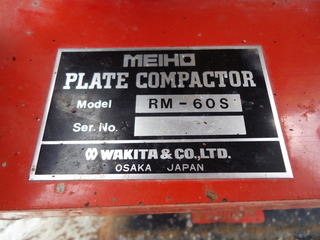 MEIHO
PLATE COMPACTOR
Model RM-60S
Ser. No.
WAKITA & CO., LTD.
OSAKA JAPAN